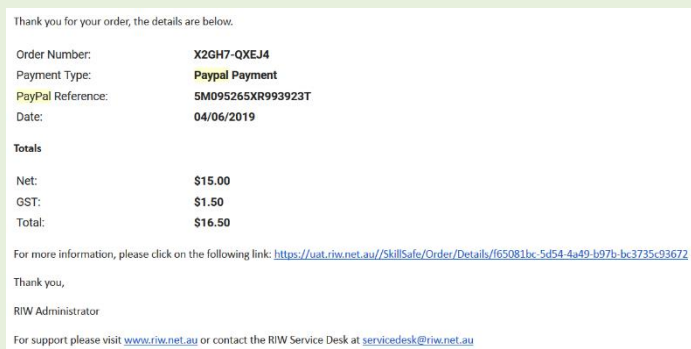 Thank you for your order, the details are below.
Order Number: X2GH7-QXEJ4
Payment Type: Paypal Payment
PayPal Reference: 5M095265XR993923T
Date: 04/06/2019
Totals
Net: $15.00
GST: $1.50
Total: $16.50
For more information, please click on the following link: https://uat.riw.net.au//SkillSafe/Order/Details/f65081bc-5d54-4a49-b97b-bc3735c93672
Thank you,
RIW Administrator
For support please visit www.riw.net.au or contact the RIW Service Desk at servicedesk@riw.net.au